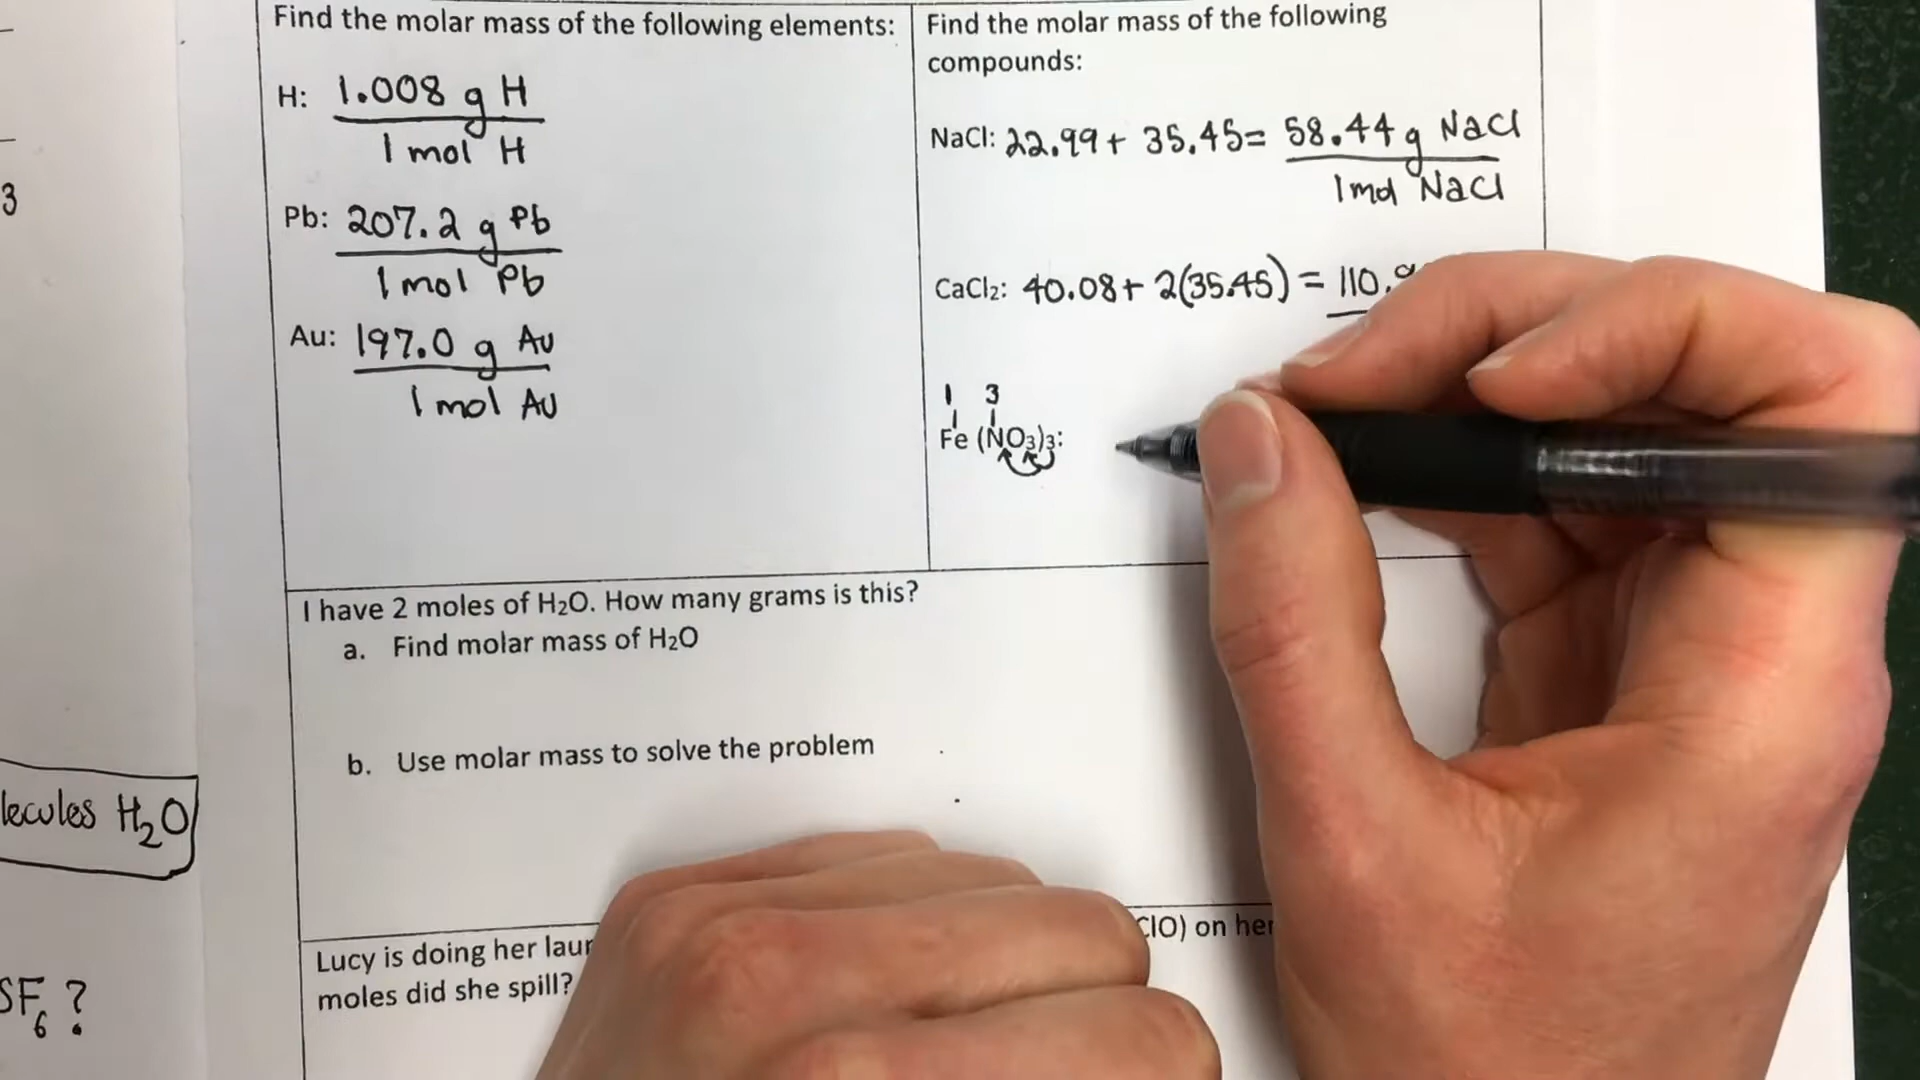 3
lecules H₂O
SF₆?
Find the molar mass of the following elements:
H: 1.008 g H
1 mol H
Pb: 207.2 g Pb
1 mol Pb
Au: 197.0 g Au
1 mol Au
Find the molar mass of the following
compounds:
NaCl: 22.99 + 35.45 = 58.44 g NaCl
1 mol NaCl
CaCl₂: 40.08 + 2(35.45) = 110.9
1 3
Fe (NO₃)₃:
I have 2 moles of H₂O. How many grams is this?
a. Find molar mass of H₂O
b. Use molar mass to solve the problem
Lucy is doing her laun ClO) on her
moles did she spill?